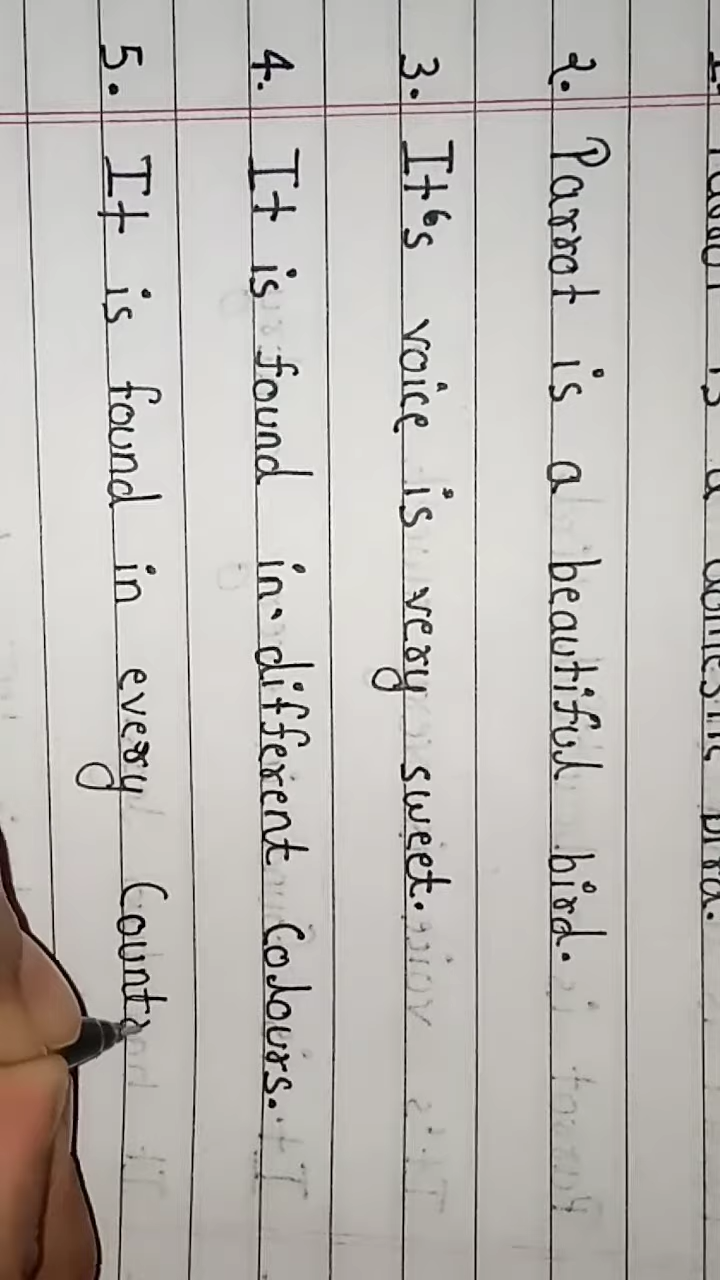 2. Parrot is a beautiful bird.
3. It's voice is very sweet.
4. It is found in different Colours.
5. It is found in every